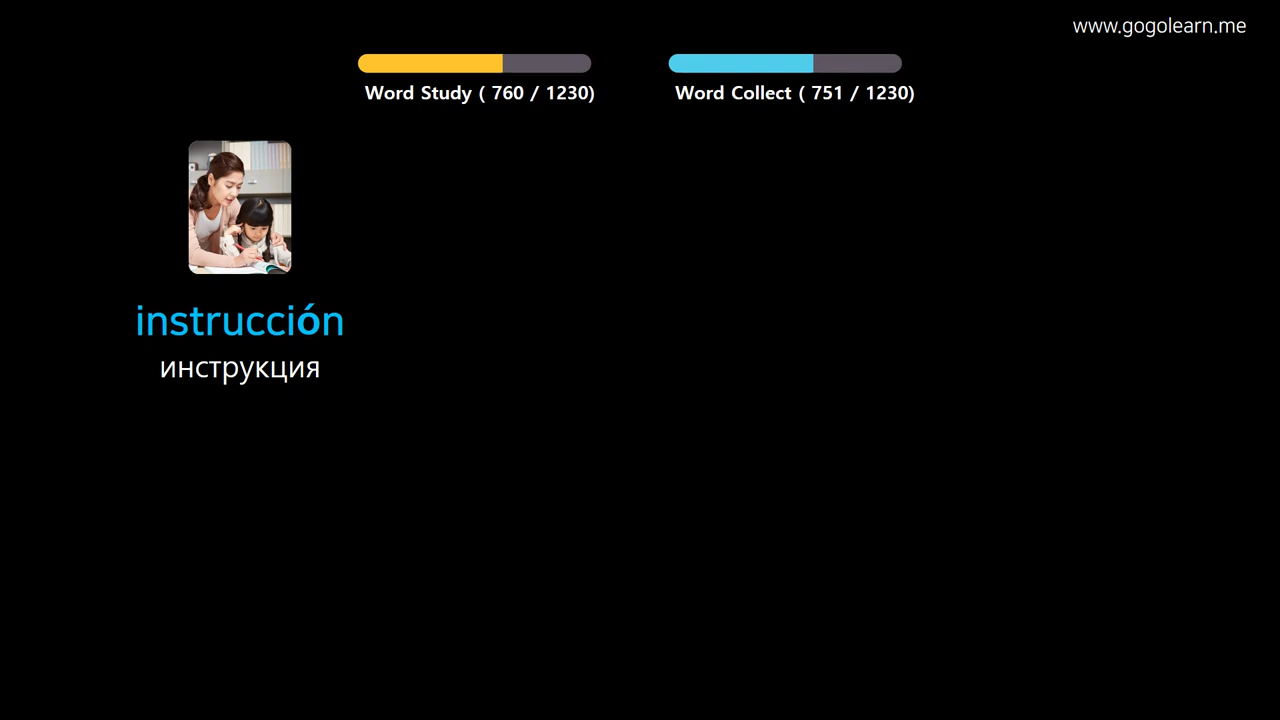 www.gogolearn.me
Word Study ( 760 / 1230)
Word Collect ( 751 / 1230)
instrucción
инструкция